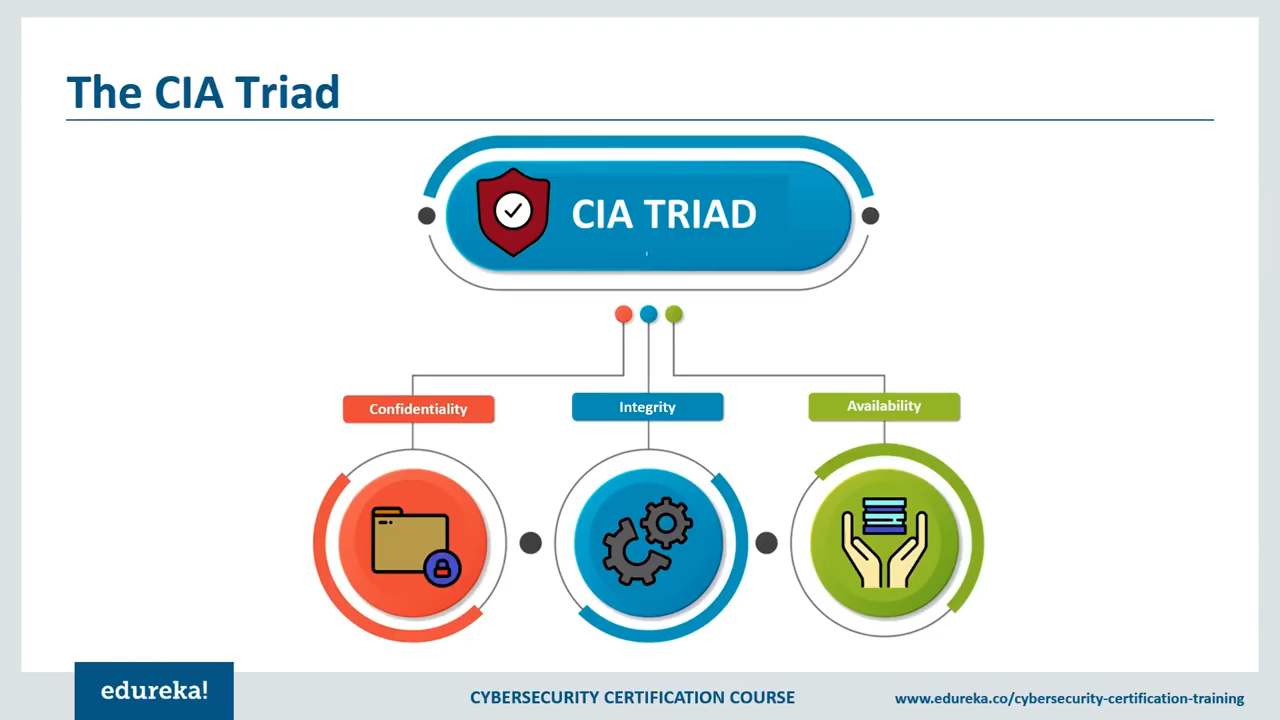 The CIA Triad
CIA TRIAD
Confidentiality
Integrity
Availability
edureka!
CYBERSECURITY CERTIFICATION COURSE
www.edureka.co/cybersecurity-certification-training